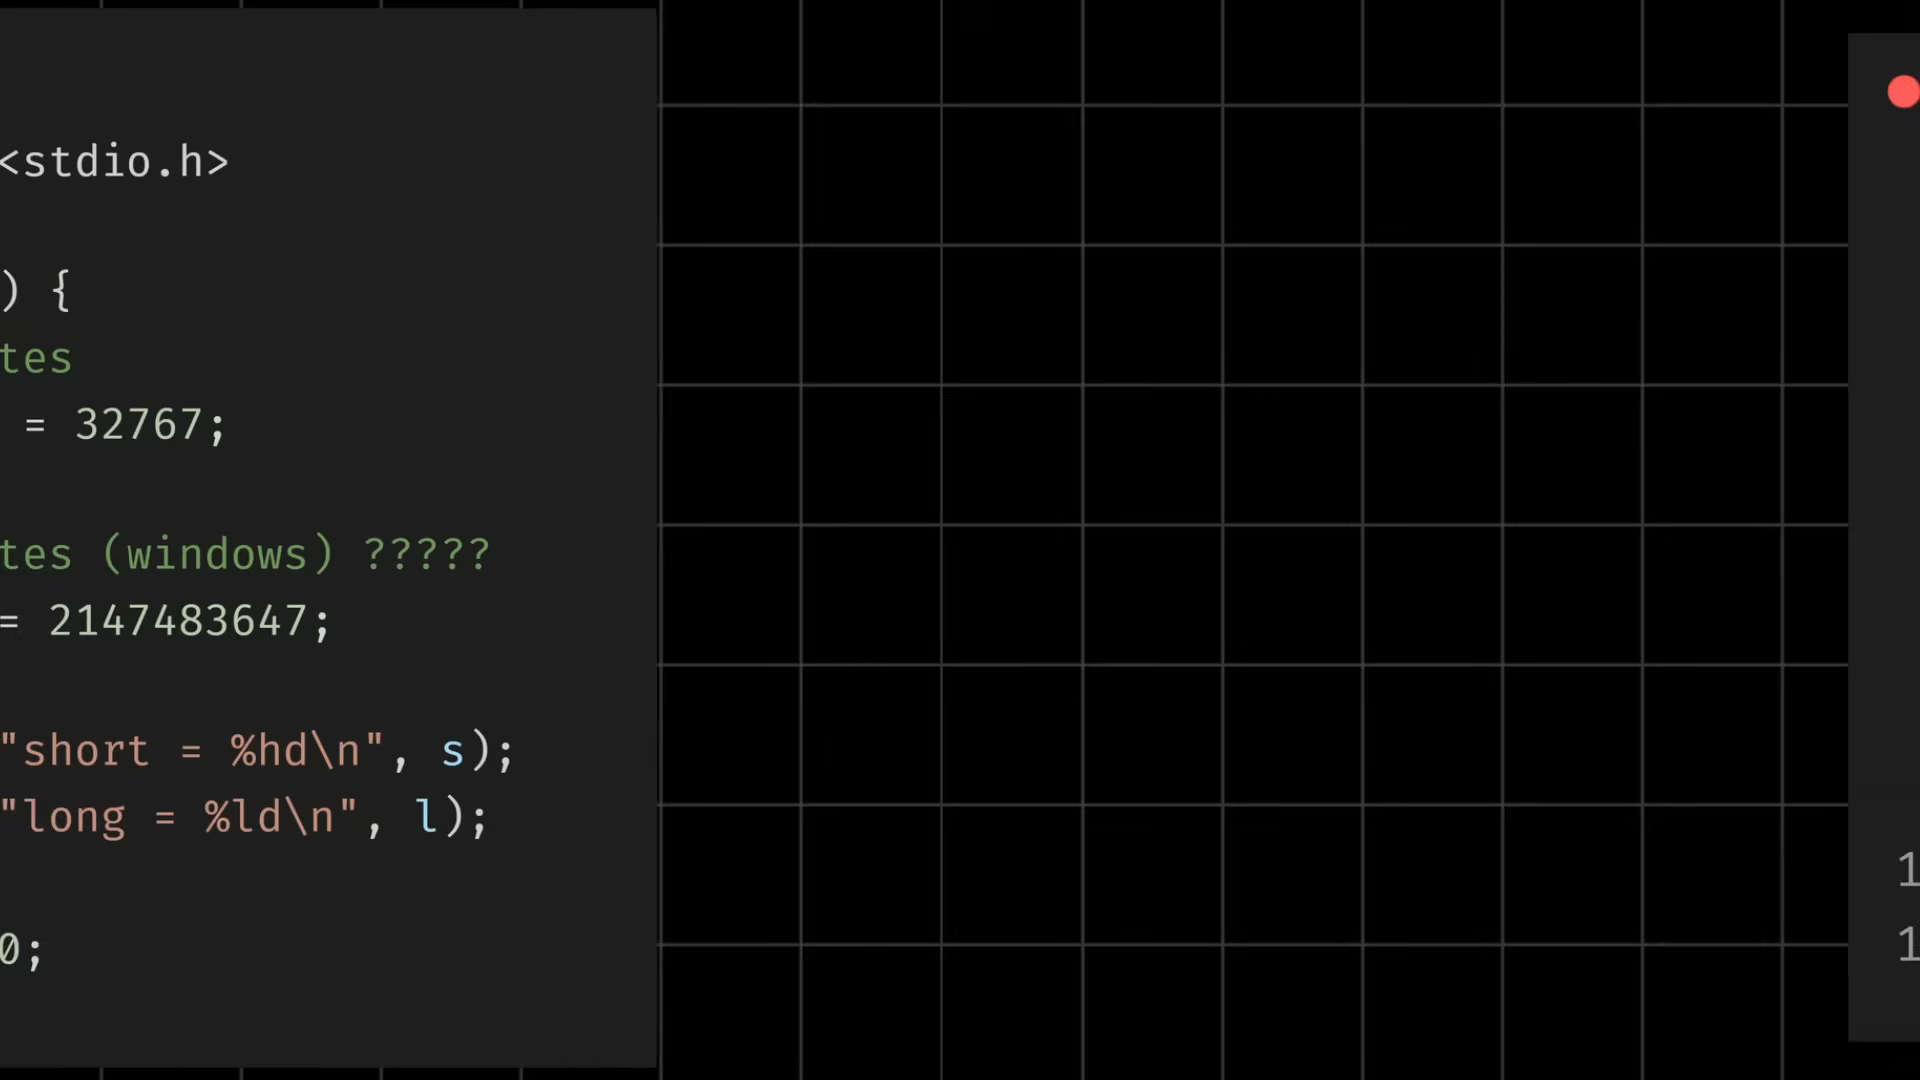 <stdio.h>
) {
tes
= 32767;
tes (windows) ?????
= 2147483647;
"short = %hd\n", s);
"long = %ld\n", l);
0;
1
1